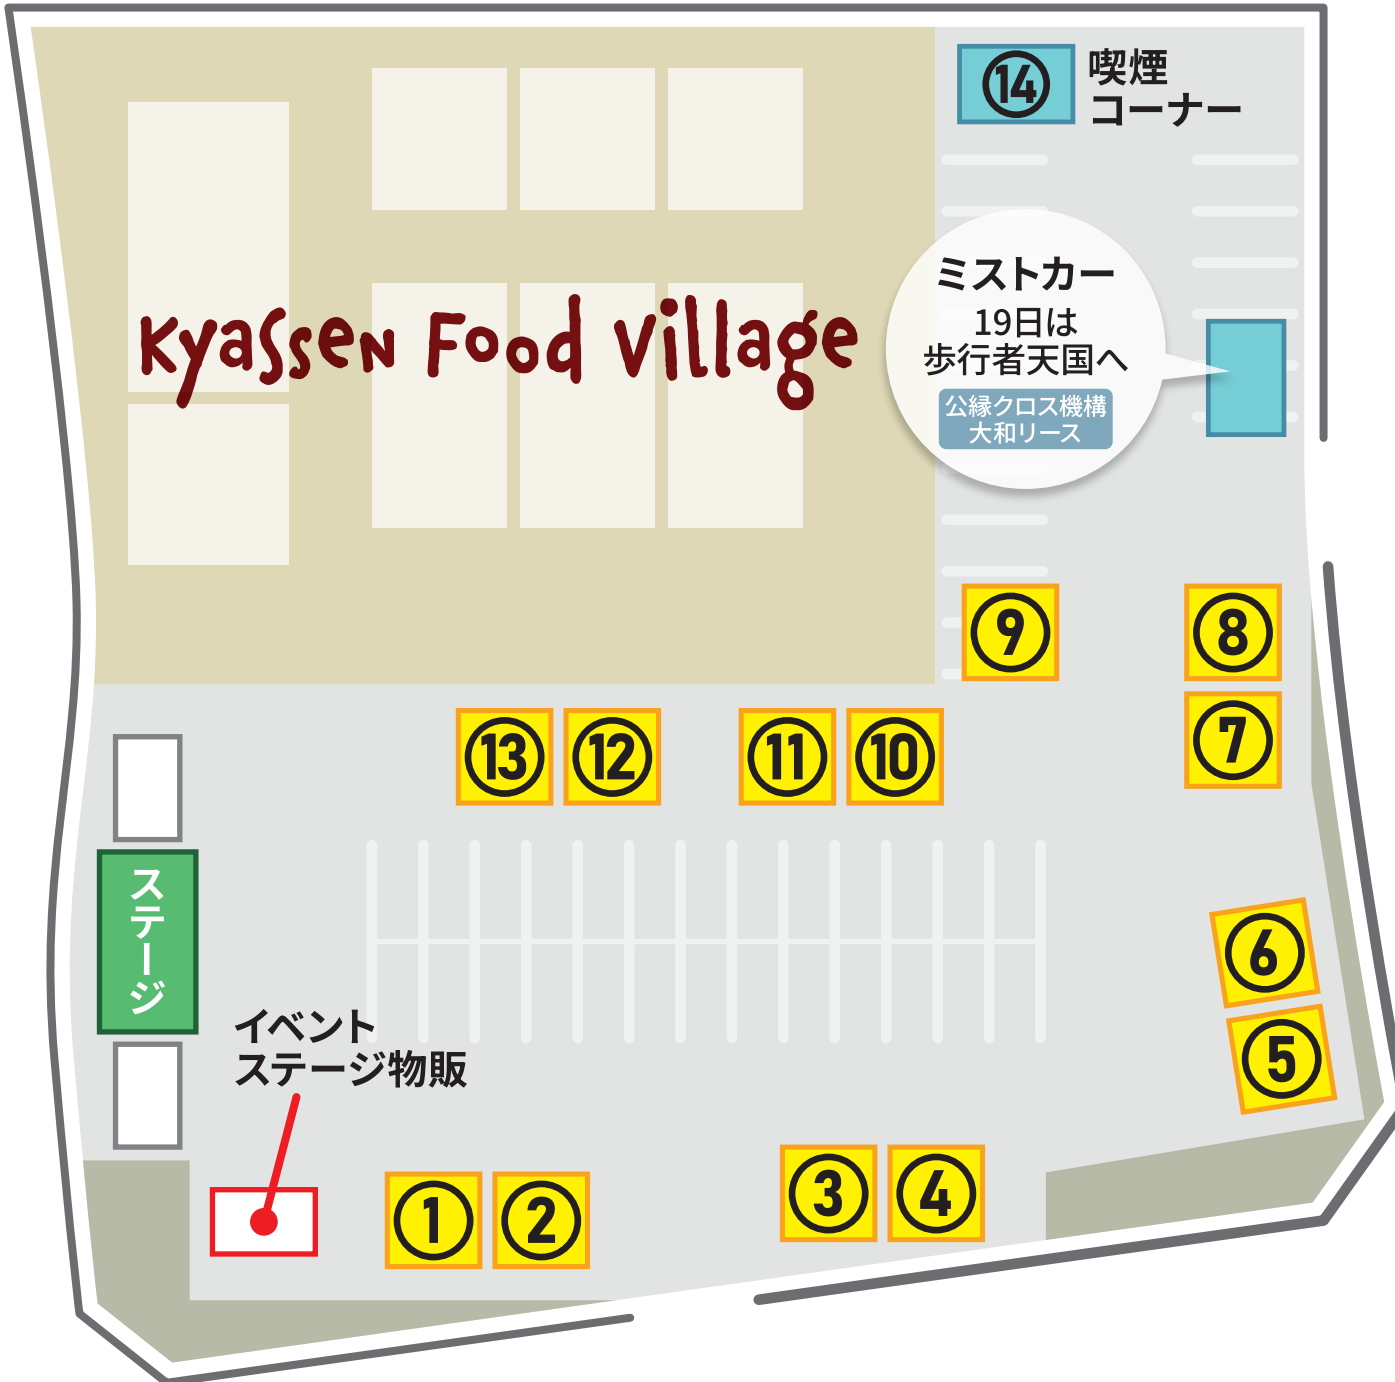 ⑭
喫煙
コーナー
ミストカー
19日は
歩行者天国へ
公縁クロス機構
大和リース
Kyassen Food Village
⑨
⑧
⑦
⑬
⑫
⑪
⑩
ステージ
⑥
⑤
イベント
ステージ物販
①
②
③
④